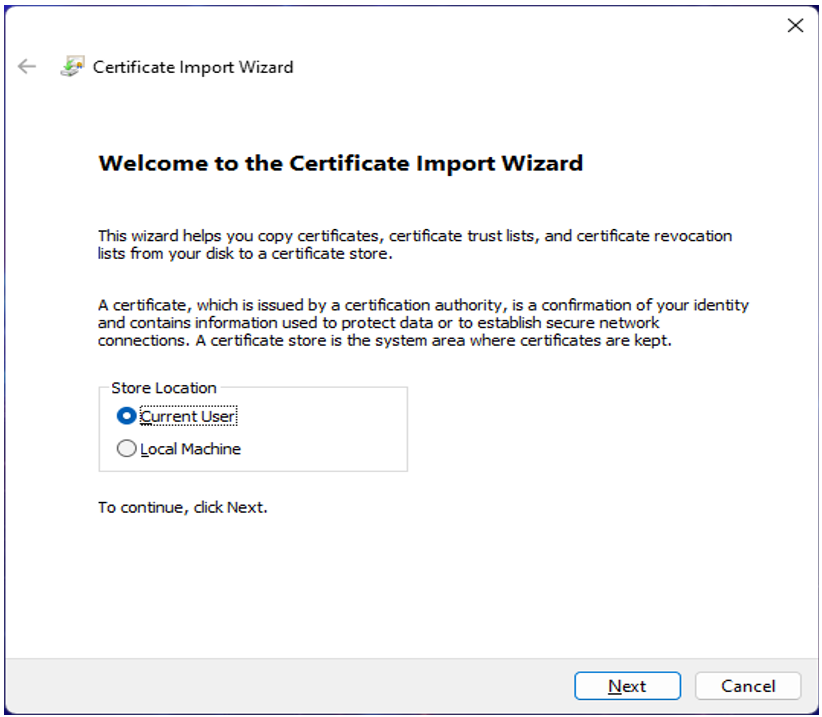 Certificate Import Wizard
Welcome to the Certificate Import Wizard
This wizard helps you copy certificates, certificate trust lists, and certificate revocation
lists from your disk to a certificate store.
A certificate, which is issued by a certification authority, is a confirmation of your identity
and contains information used to protect data or to establish secure network
connections. A certificate store is the system area where certificates are kept.
Store Location
Current User
Local Machine
To continue, click Next.
Next
Cancel